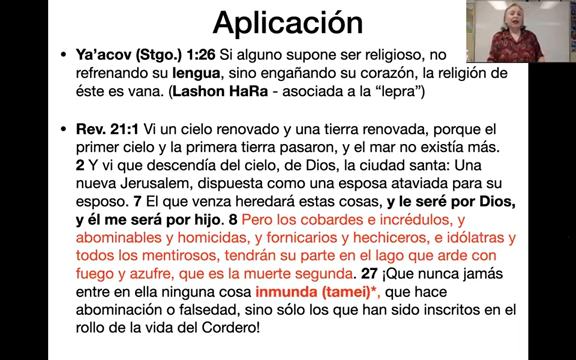 Aplicación
• Ya’acov (Stgo.) 1:26 Si alguno supone ser religioso, no
refrenando su lengua, sino engañando su corazón, la religión de
éste es vana. (Lashon HaRa - asociada a la “lepra”)
• Rev. 21:1 Vi un cielo renovado y una tierra renovada, porque el
primer cielo y la primera tierra pasaron, y el mar no existía más.
2 Y vi que descendía del cielo, de Dios, la ciudad santa: Una
nueva Jerusalem, dispuesta como una esposa ataviada para su
esposo. 7 El que venza heredará estas cosas, y le seré por Dios,
y él me será por hijo. 8 Pero los cobardes e incrédulos, y
abominables y homicidas, y fornicarios y hechiceros, e idólatras y
todos los mentirosos, tendrán su parte en el lago que arde con
fuego y azufre, que es la muerte segunda. 27 ¡Que nunca jamás
entre en ella ninguna cosa inmunda (tamei)*, que hace
abominación o falsedad, sino sólo los que han sido inscritos en el
rollo de la vida del Cordero!